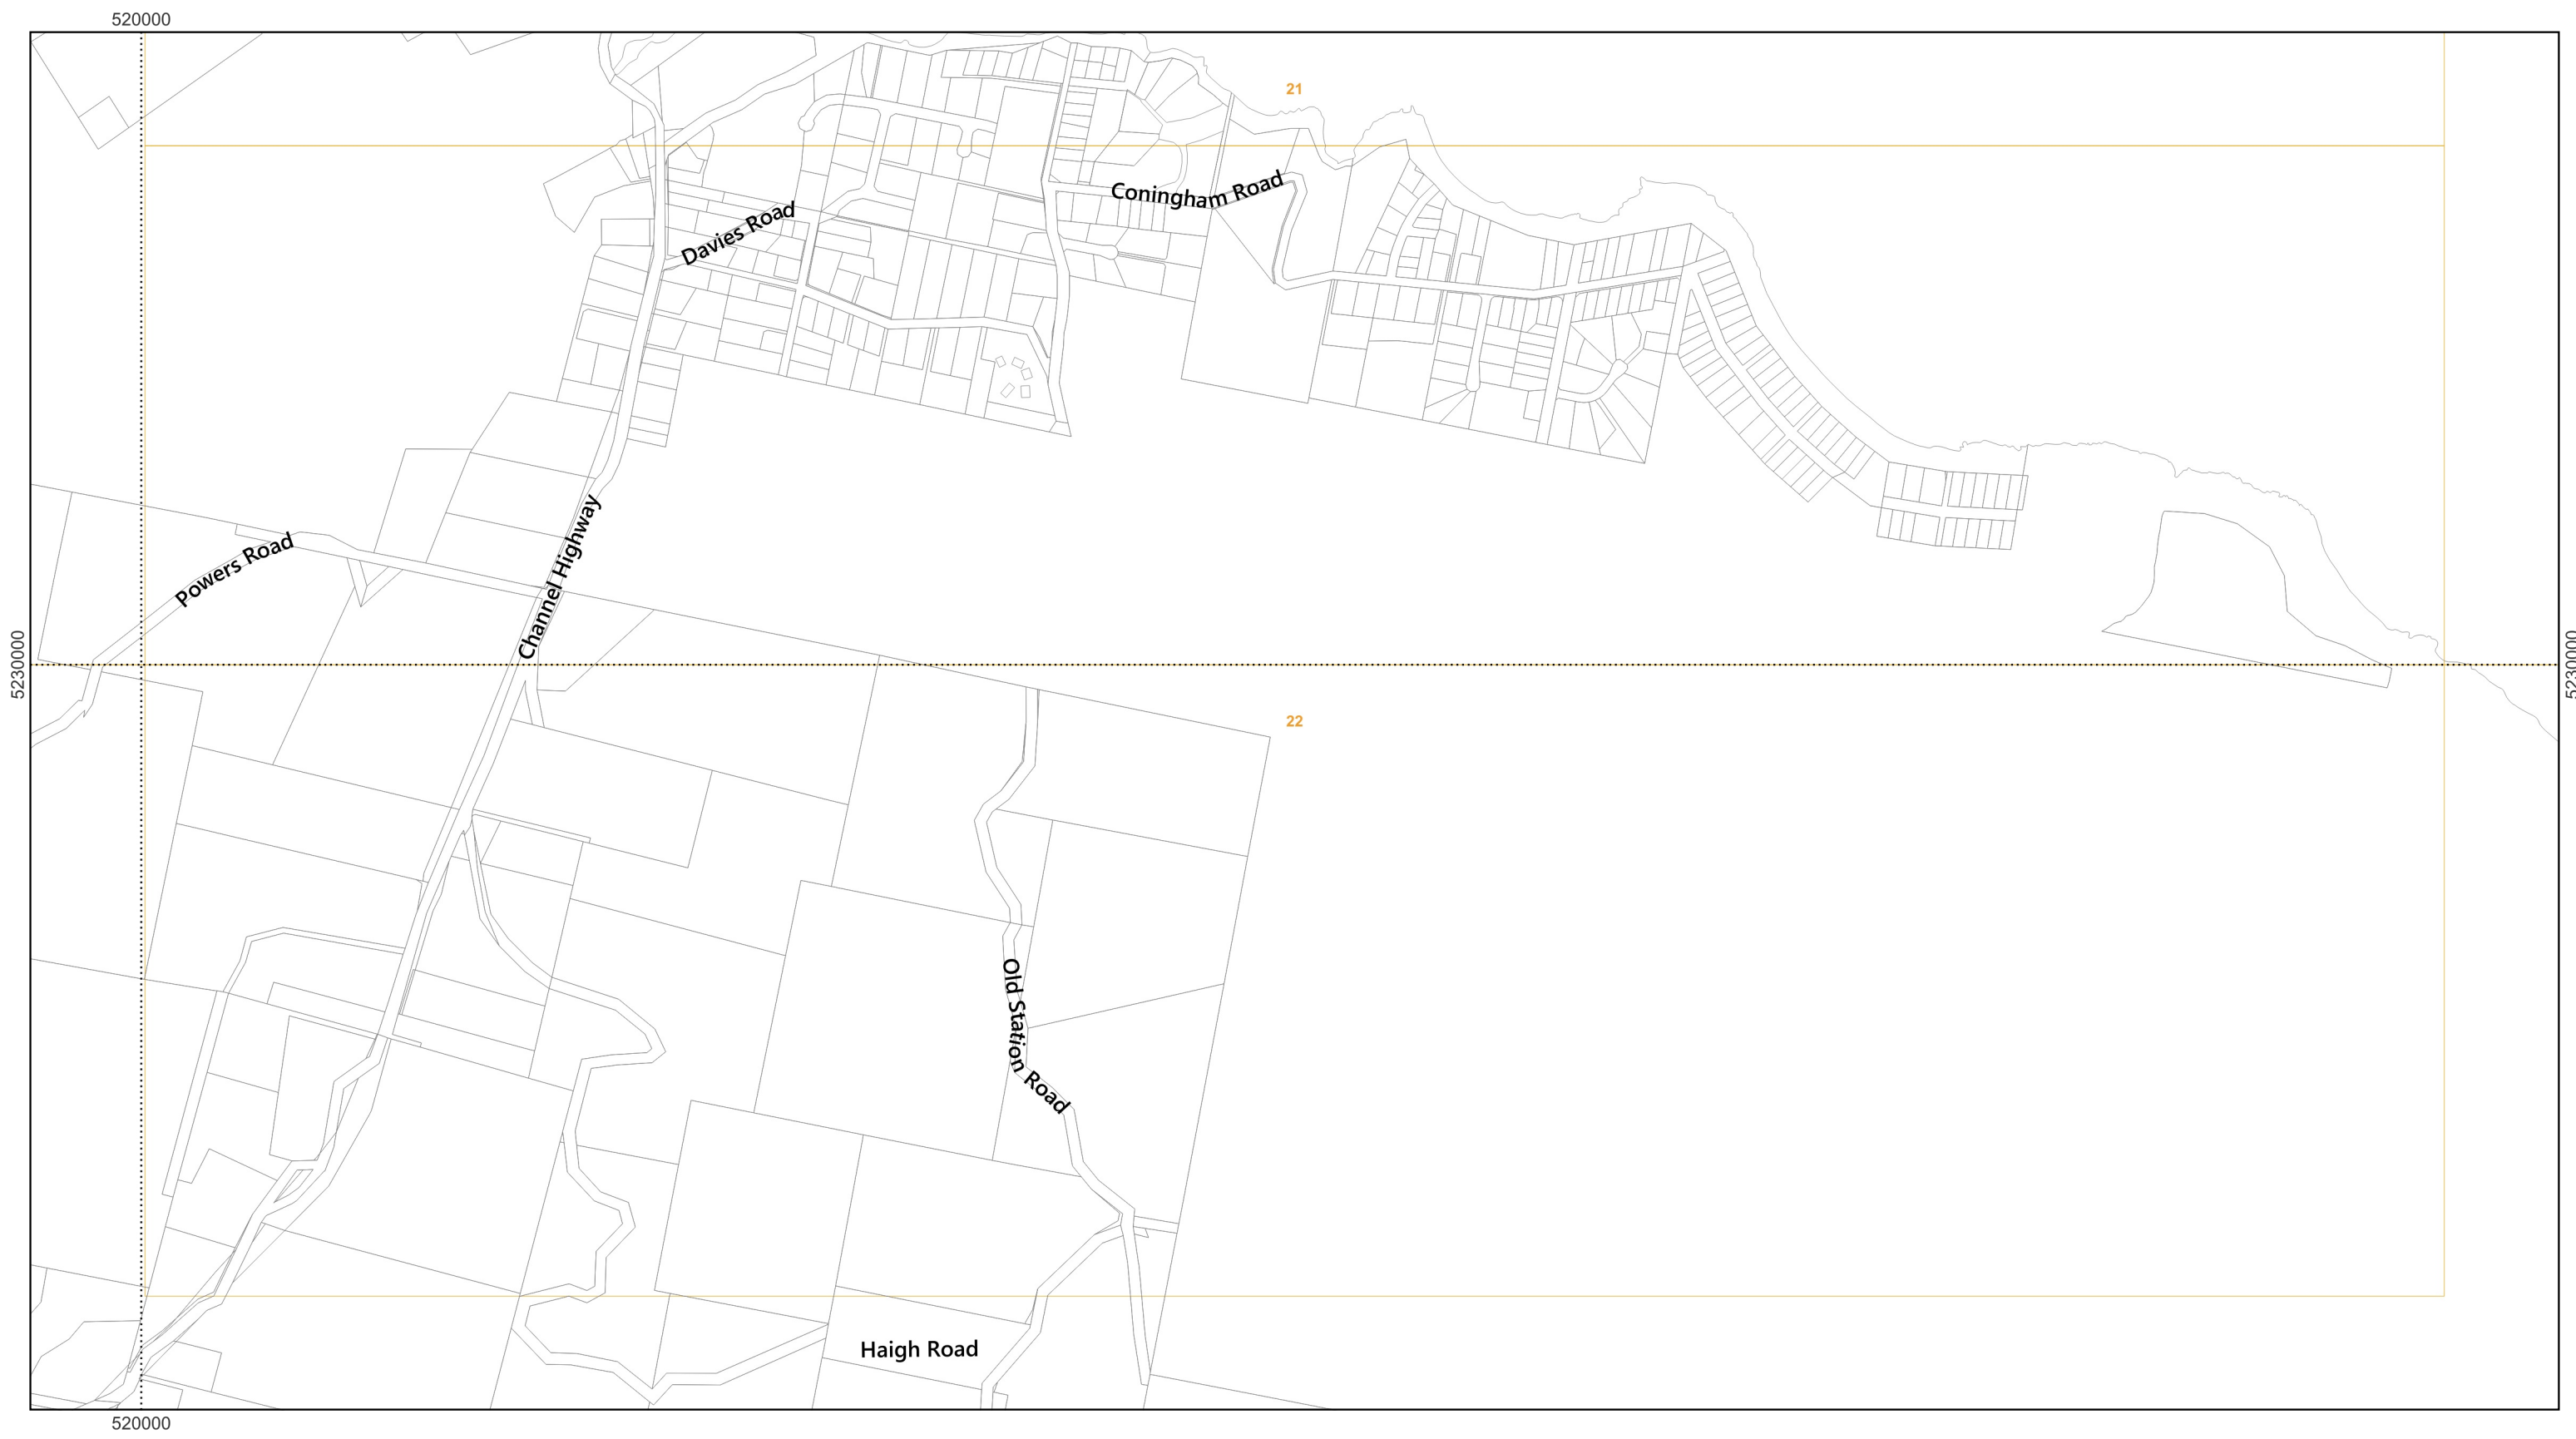 520000
21
Coningham Road
Davies Road
Powers Road
Channel Highway
5230000
5230000
22
Old Station Road
Haigh Road
520000